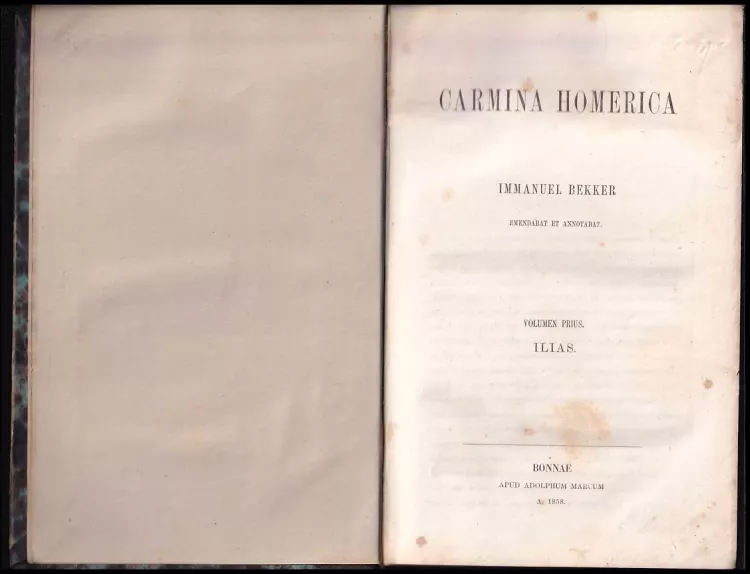 CARMINA HOMERICA
IMMANUEL BEKKER
EMENDABAT ET ANNOTABAT.
VOLUMEN PRIUS.
ILIAS.
BONNAE
APUD ADOLPHUM MARCUM
A. 1858.